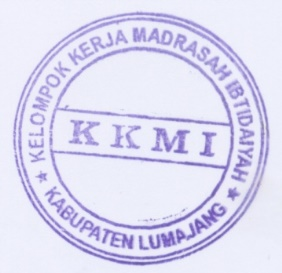 KELOMPOK KERJA MADRASAH IBTIDAIYAH
KKMI
★ KABUPATEN LUMAJANG ★